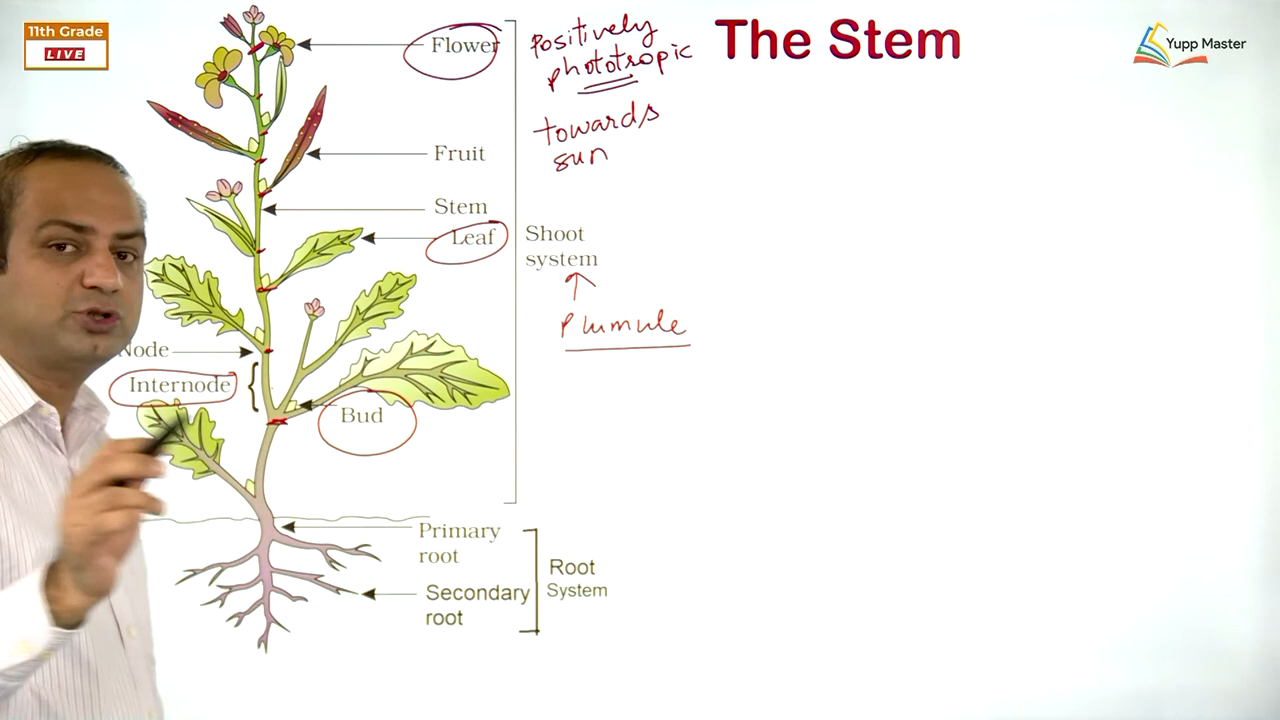 11th Grade
LIVE
The Stem
Yupp Master
Flower
Positively
phototropic
towards
sun
Fruit
Stem
Leaf
Shoot
system
Plumule
Node
Internode
Bud
Primary
root
Secondary
root
Root
System